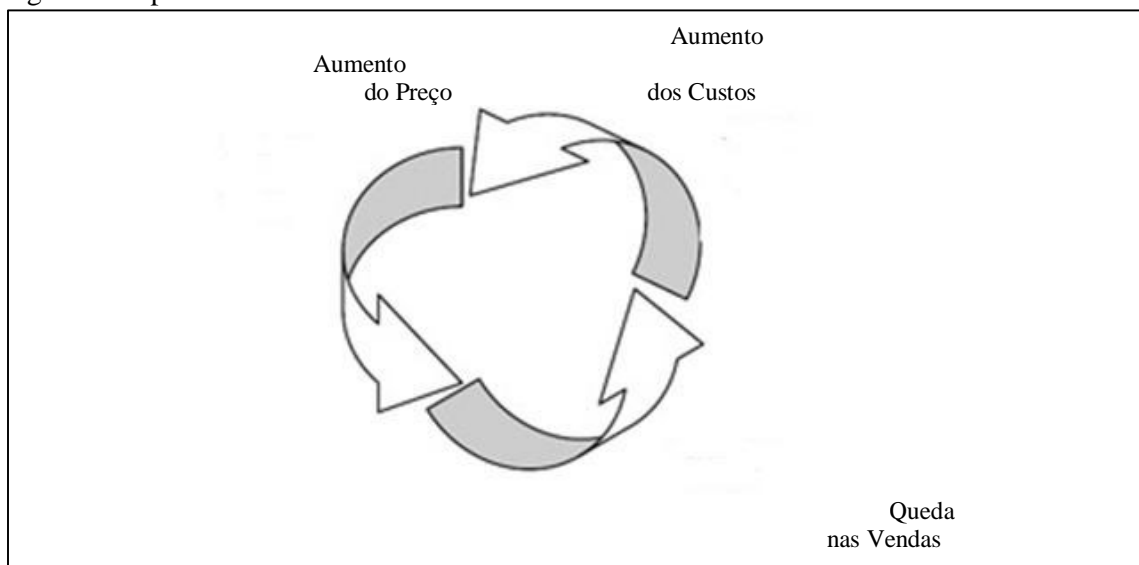 Aumento
Aumento
do Preço
dos Custos
Queda
nas Vendas